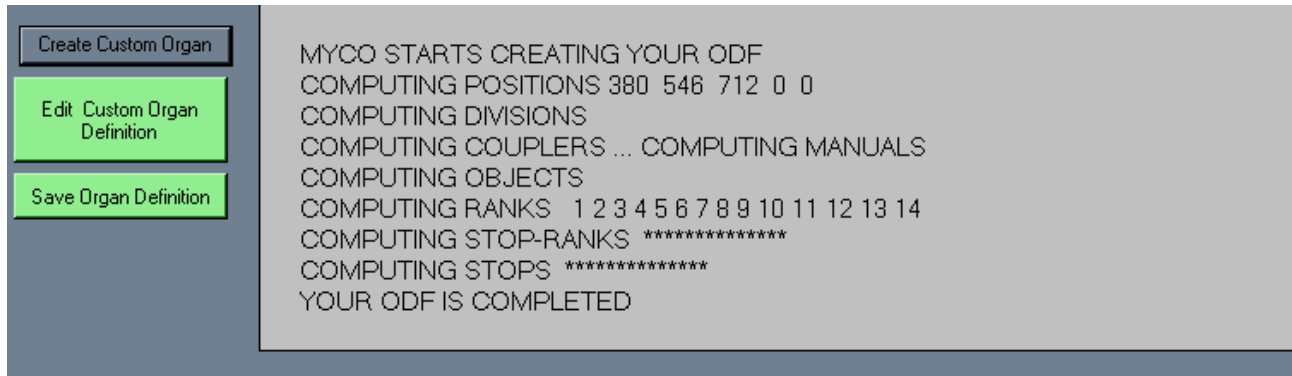 Create Custom Organ
Edit Custom Organ
Definition
Save Organ Definition
MYCO STARTS CREATING YOUR ODF
COMPUTING POSITIONS 380 546 712 0 0
COMPUTING DIVISIONS
COMPUTING COUPLERS ... COMPUTING MANUALS
COMPUTING OBJECTS
COMPUTING RANKS 1 2 3 4 5 6 7 8 9 10 11 12 13 14
COMPUTING STOP-RANKS **************
COMPUTING STOPS **************
YOUR ODF IS COMPLETED